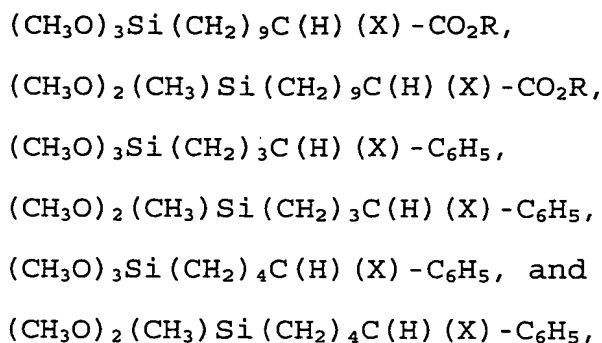 (CH₃O)₃Si(CH₂)₉C(H)(X)-CO₂R,
(CH₃O)₂(CH₃)Si(CH₂)₉C(H)(X)-CO₂R,
(CH₃O)₃Si(CH₂)₃C(H)(X)-C₆H₅,
(CH₃O)₂(CH₃)Si(CH₂)₃C(H)(X)-C₆H₅,
(CH₃O)₃Si(CH₂)₄C(H)(X)-C₆H₅, and
(CH₃O)₂(CH₃)Si(CH₂)₄C(H)(X)-C₆H₅,